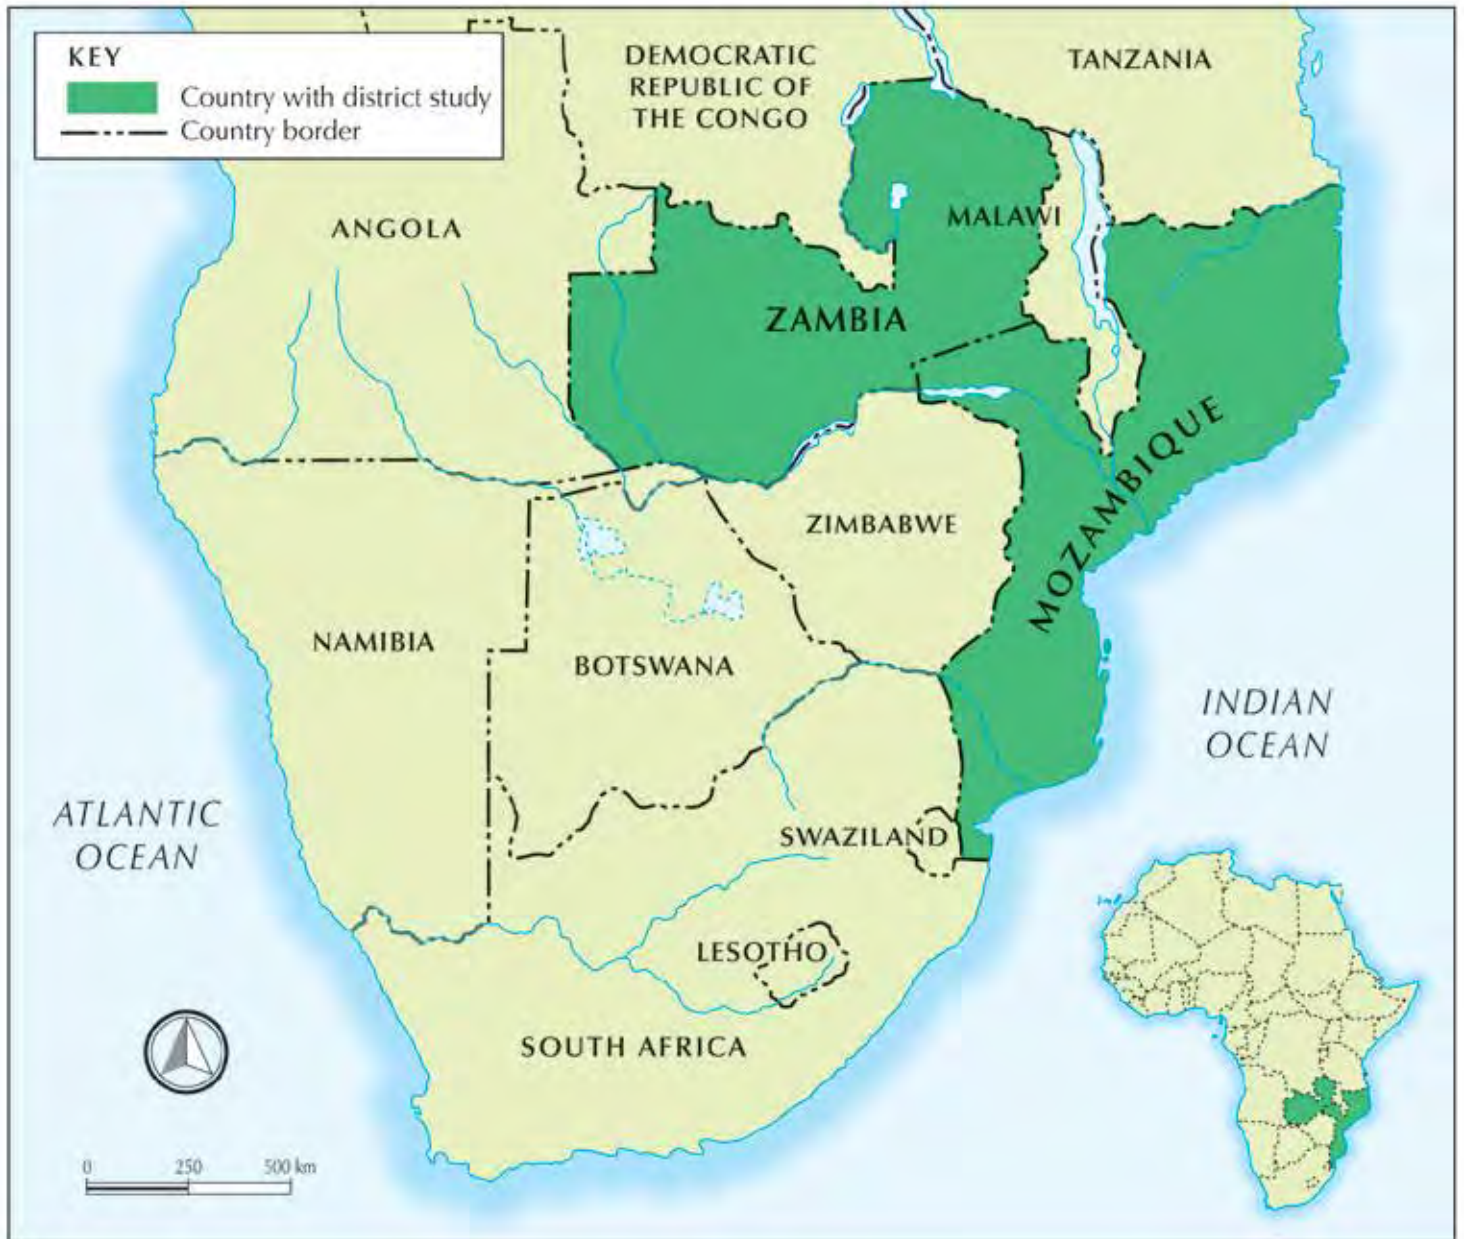 KEY
Country with district study
Country border
DEMOCRATIC
REPUBLIC OF
THE CONGO
TANZANIA
ANGOLA
MALAWI
ZAMBIA
MOZAMBIQUE
ZIMBABWE
NAMIBIA
BOTSWANA
INDIAN
OCEAN
ATLANTIC
OCEAN
SWAZILAND
LESOTHO
SOUTH AFRICA
0 250 500 km